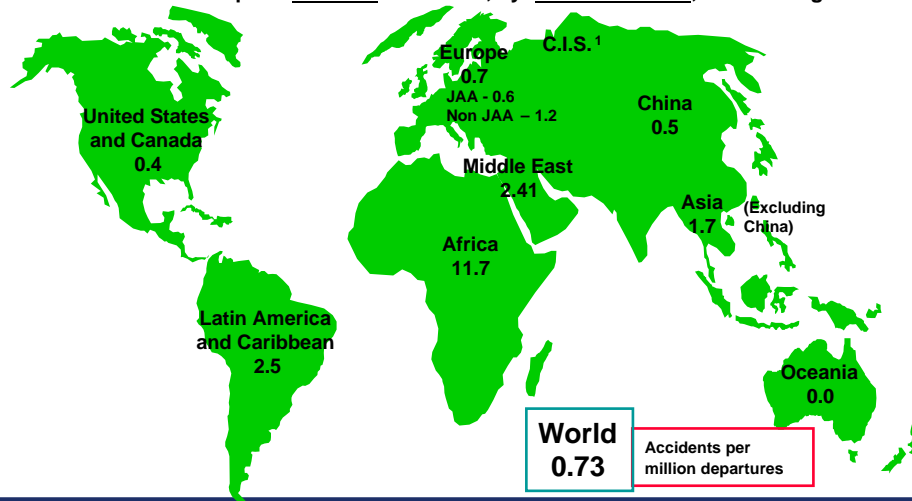 C.I.S. 1
Europe
0.7
JAA - 0.6
Non JAA – 1.2
China
0.5
United States
and Canada
0.4
Middle East
2.41
Asia
1.7
(Excluding
China)
Africa
11.7
Latin America
and Caribbean
2.5
Oceania
0.0
World
0.73
Accidents per
million departures